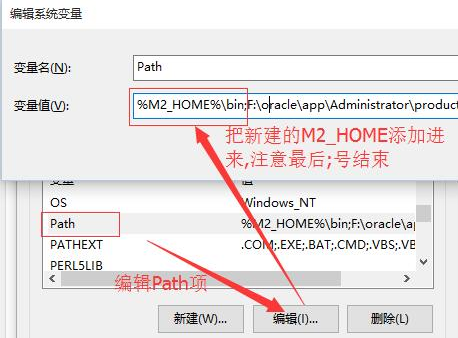 编辑系统变量
变量名(N):
Path
变量值(V):
%M2_HOME%\bin;F:\oracle\app\Administrator\product
把新建的M2_HOME添加进
来,注意最后;号结束
OS
Windows_NT
Path
%M2_HOME%\bin;F:\oracle\ap
PATHEXT
.COM;.EXE;.BAT;.CMD;.VBS;.VB
PERL5LIB
编辑Path项
新建(W)...
编辑(I)...
删除(L)